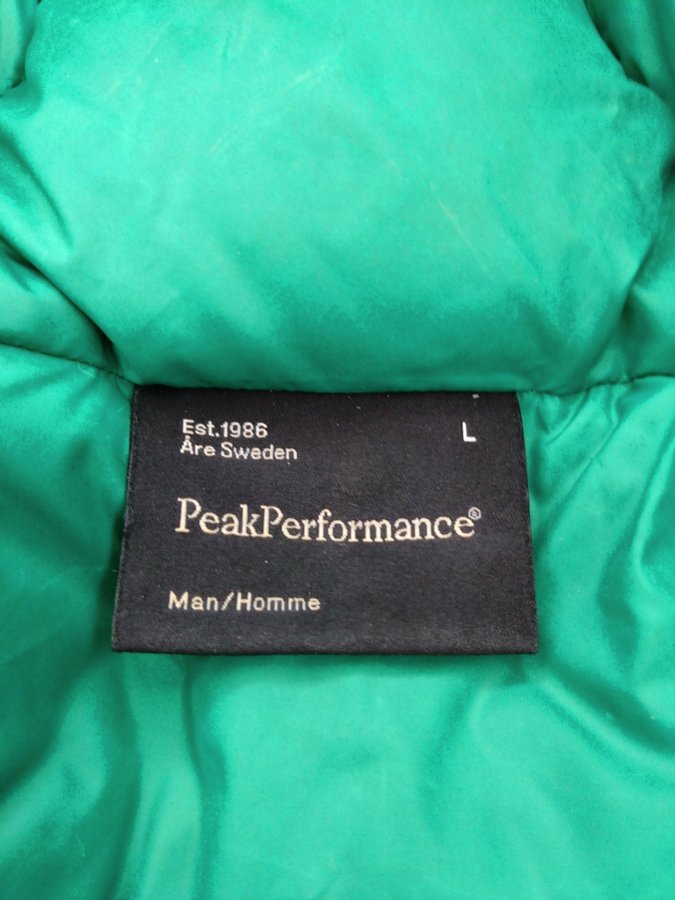 Est.1986
Åre Sweden
L
PeakPerformance®
Man/Homme